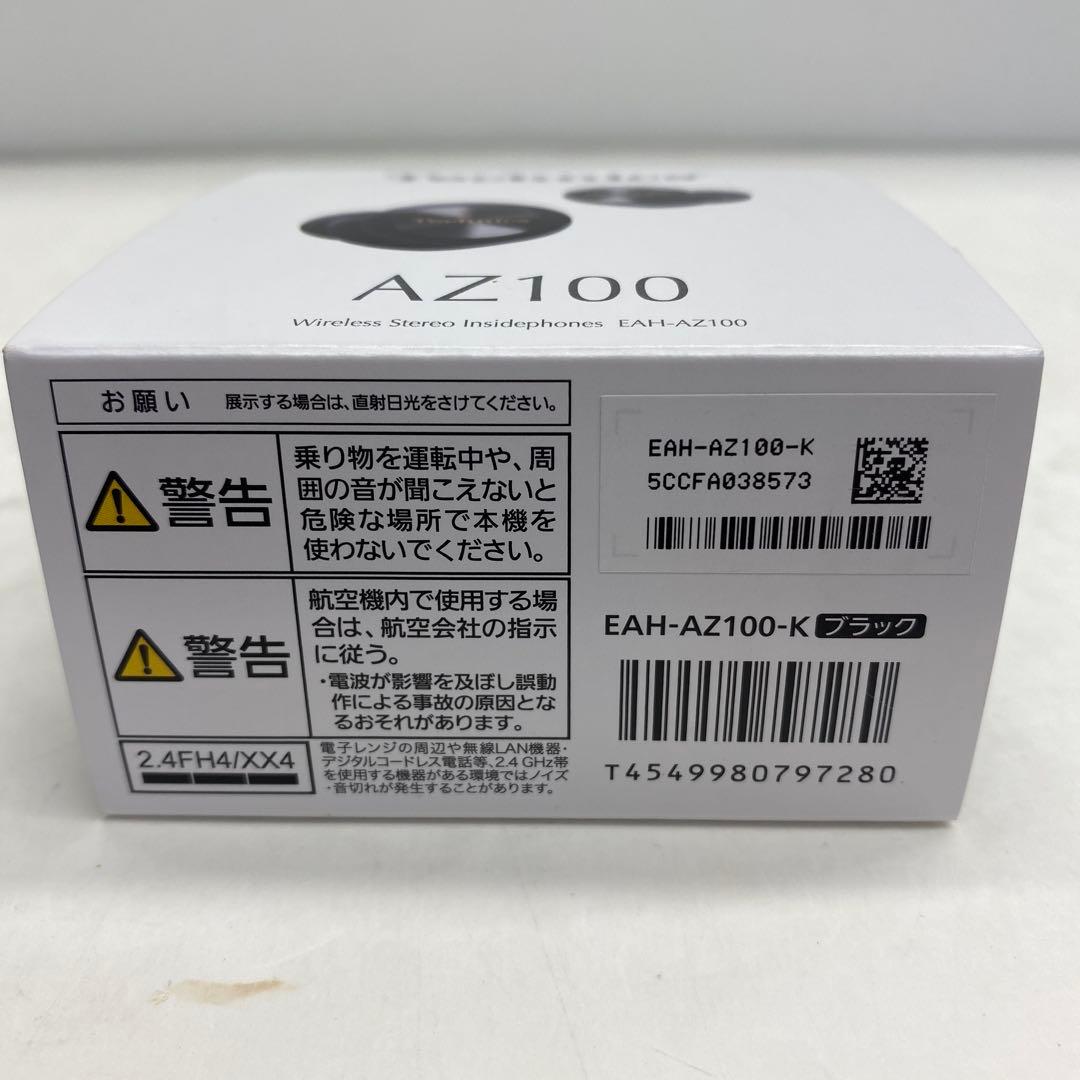 Technics
Technics
AZ100
Wireless Stereo Insidephones EAH-AZ100
お願い 展示する場合は、直射日光をさけてください。
警告
乗り物を運転中や、周
囲の音が聞こえないと
危険な場所で本機を
使わないでください。
警告
航空機内で使用する場
合は、航空会社の指示
に従う。
・電波が影響を及ぼし誤動
作による事故の原因とな
るおそれがあります。
2.4FH4/XX4
電子レンジの周辺や無線LAN機器・
デジタルコードレス電話等、2.4 GHz帯
を使用する機器がある環境ではノイズ
・音切れが発生することがあります。
EAH-AZ100-K
5CCFA038573
EAH-AZ100-K ブラック
T4549980797280